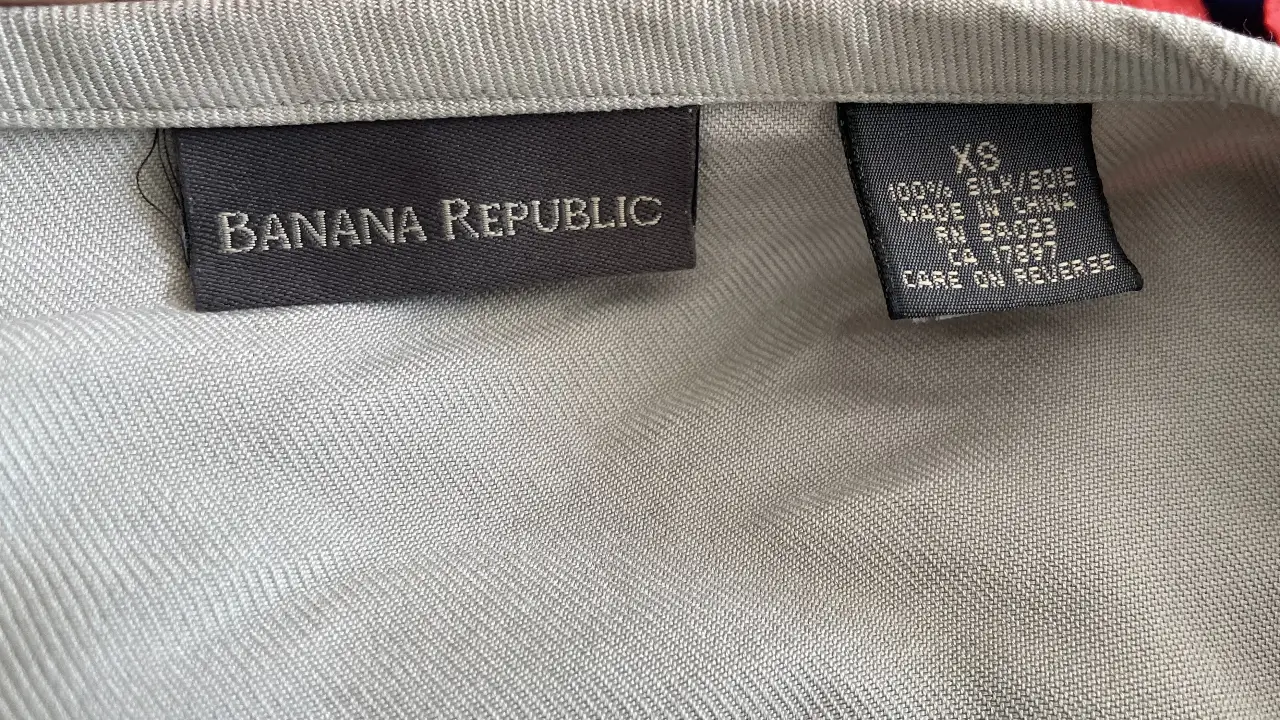 BANANA REPUBLIC
XS
100% SILK/SOIE
MADE IN CHINA
RN 54023
CA 17897
CARE ON REVERSE